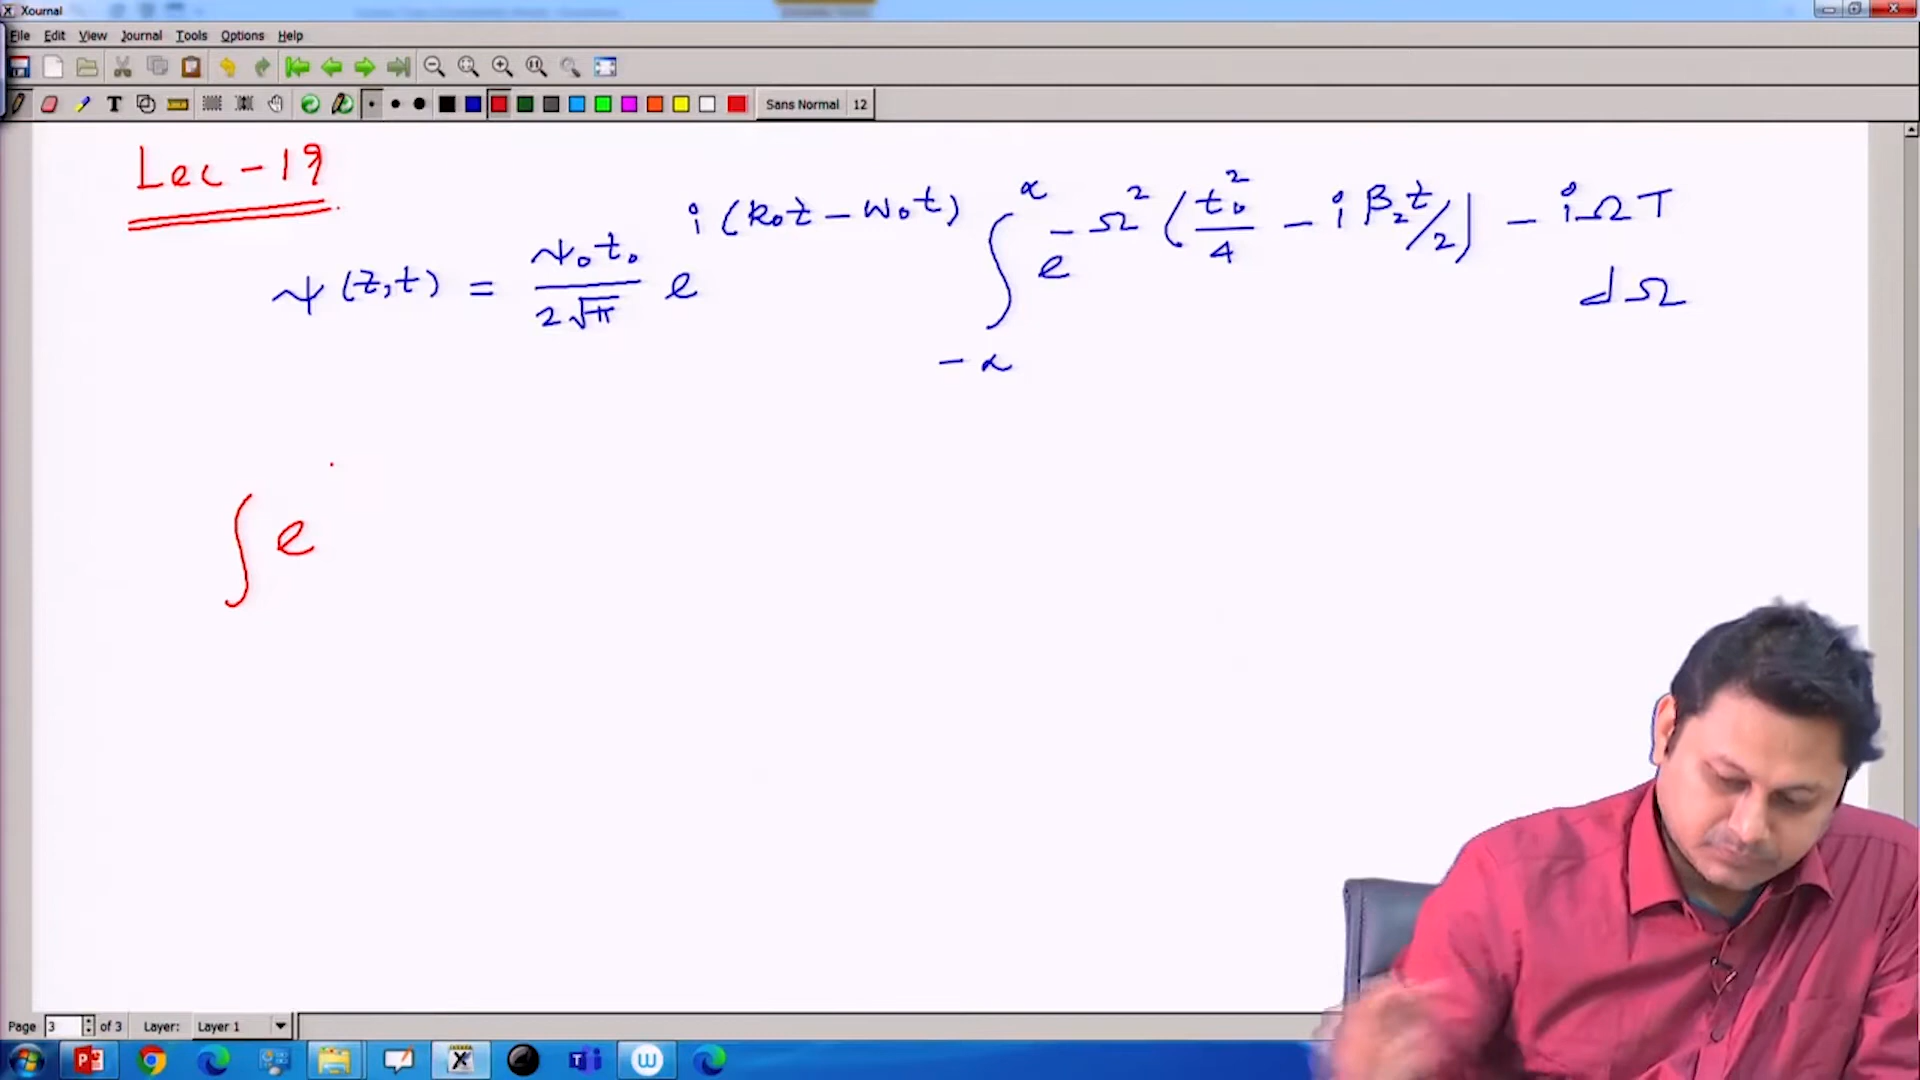 Xournal
File Edit View Journal Tools Options Help
Sans Normal 12
Lec - 19
ψ(z,t) = ψ₀t₀/2√π e^{i(k₀z - ω₀t)} ∫_{-α}^{α} e^{-Ω²(t₀²/4 - iβ₂z/2) - iΩT} dΩ
∫ e
Page 3 of 3 Layer: Layer 1